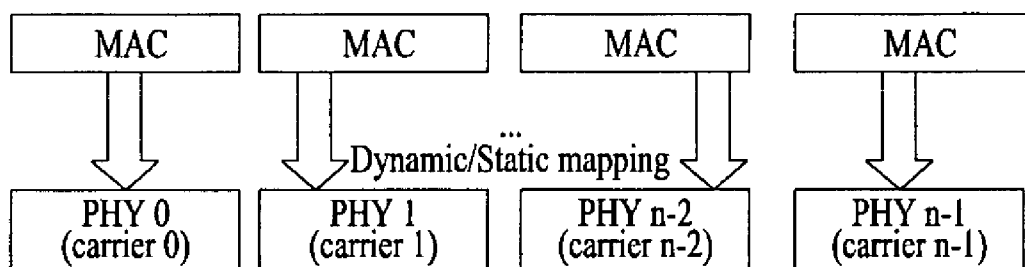 MAC MAC MAC MAC
...
Dynamic/Static mapping
PHY 0 PHY 1 PHY n-2 PHY n-1
(carrier 0) (carrier 1) (carrier n-2) (carrier n-1)